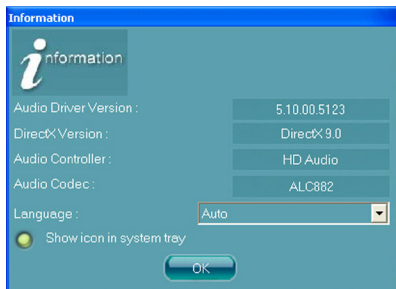 Information
information
Audio Driver Version : 5.10.00.5123
DirectX Version : DirectX 9.0
Audio Controller : HD Audio
Audio Codec : ALC882
Language : Auto
Show icon in system tray
OK